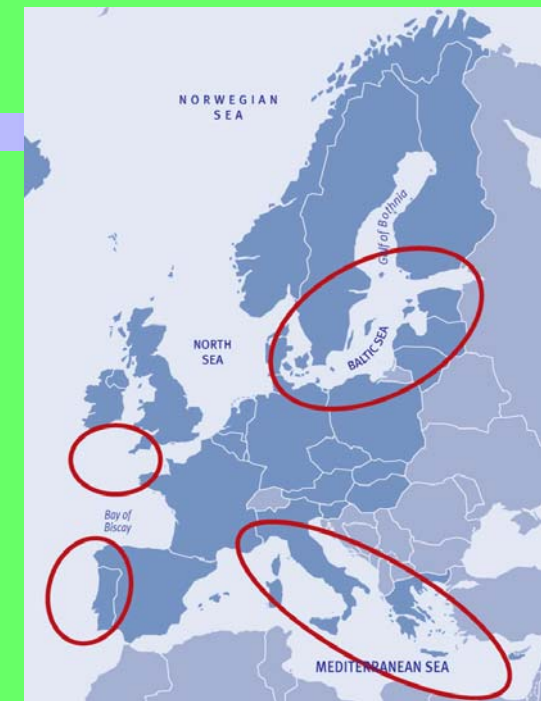 NORWEGIAN
SEA
Gulf of Bothnia
NORTH
SEA
BALTIC SEA
Bay of
Biscay
MEDITERRANEAN SEA